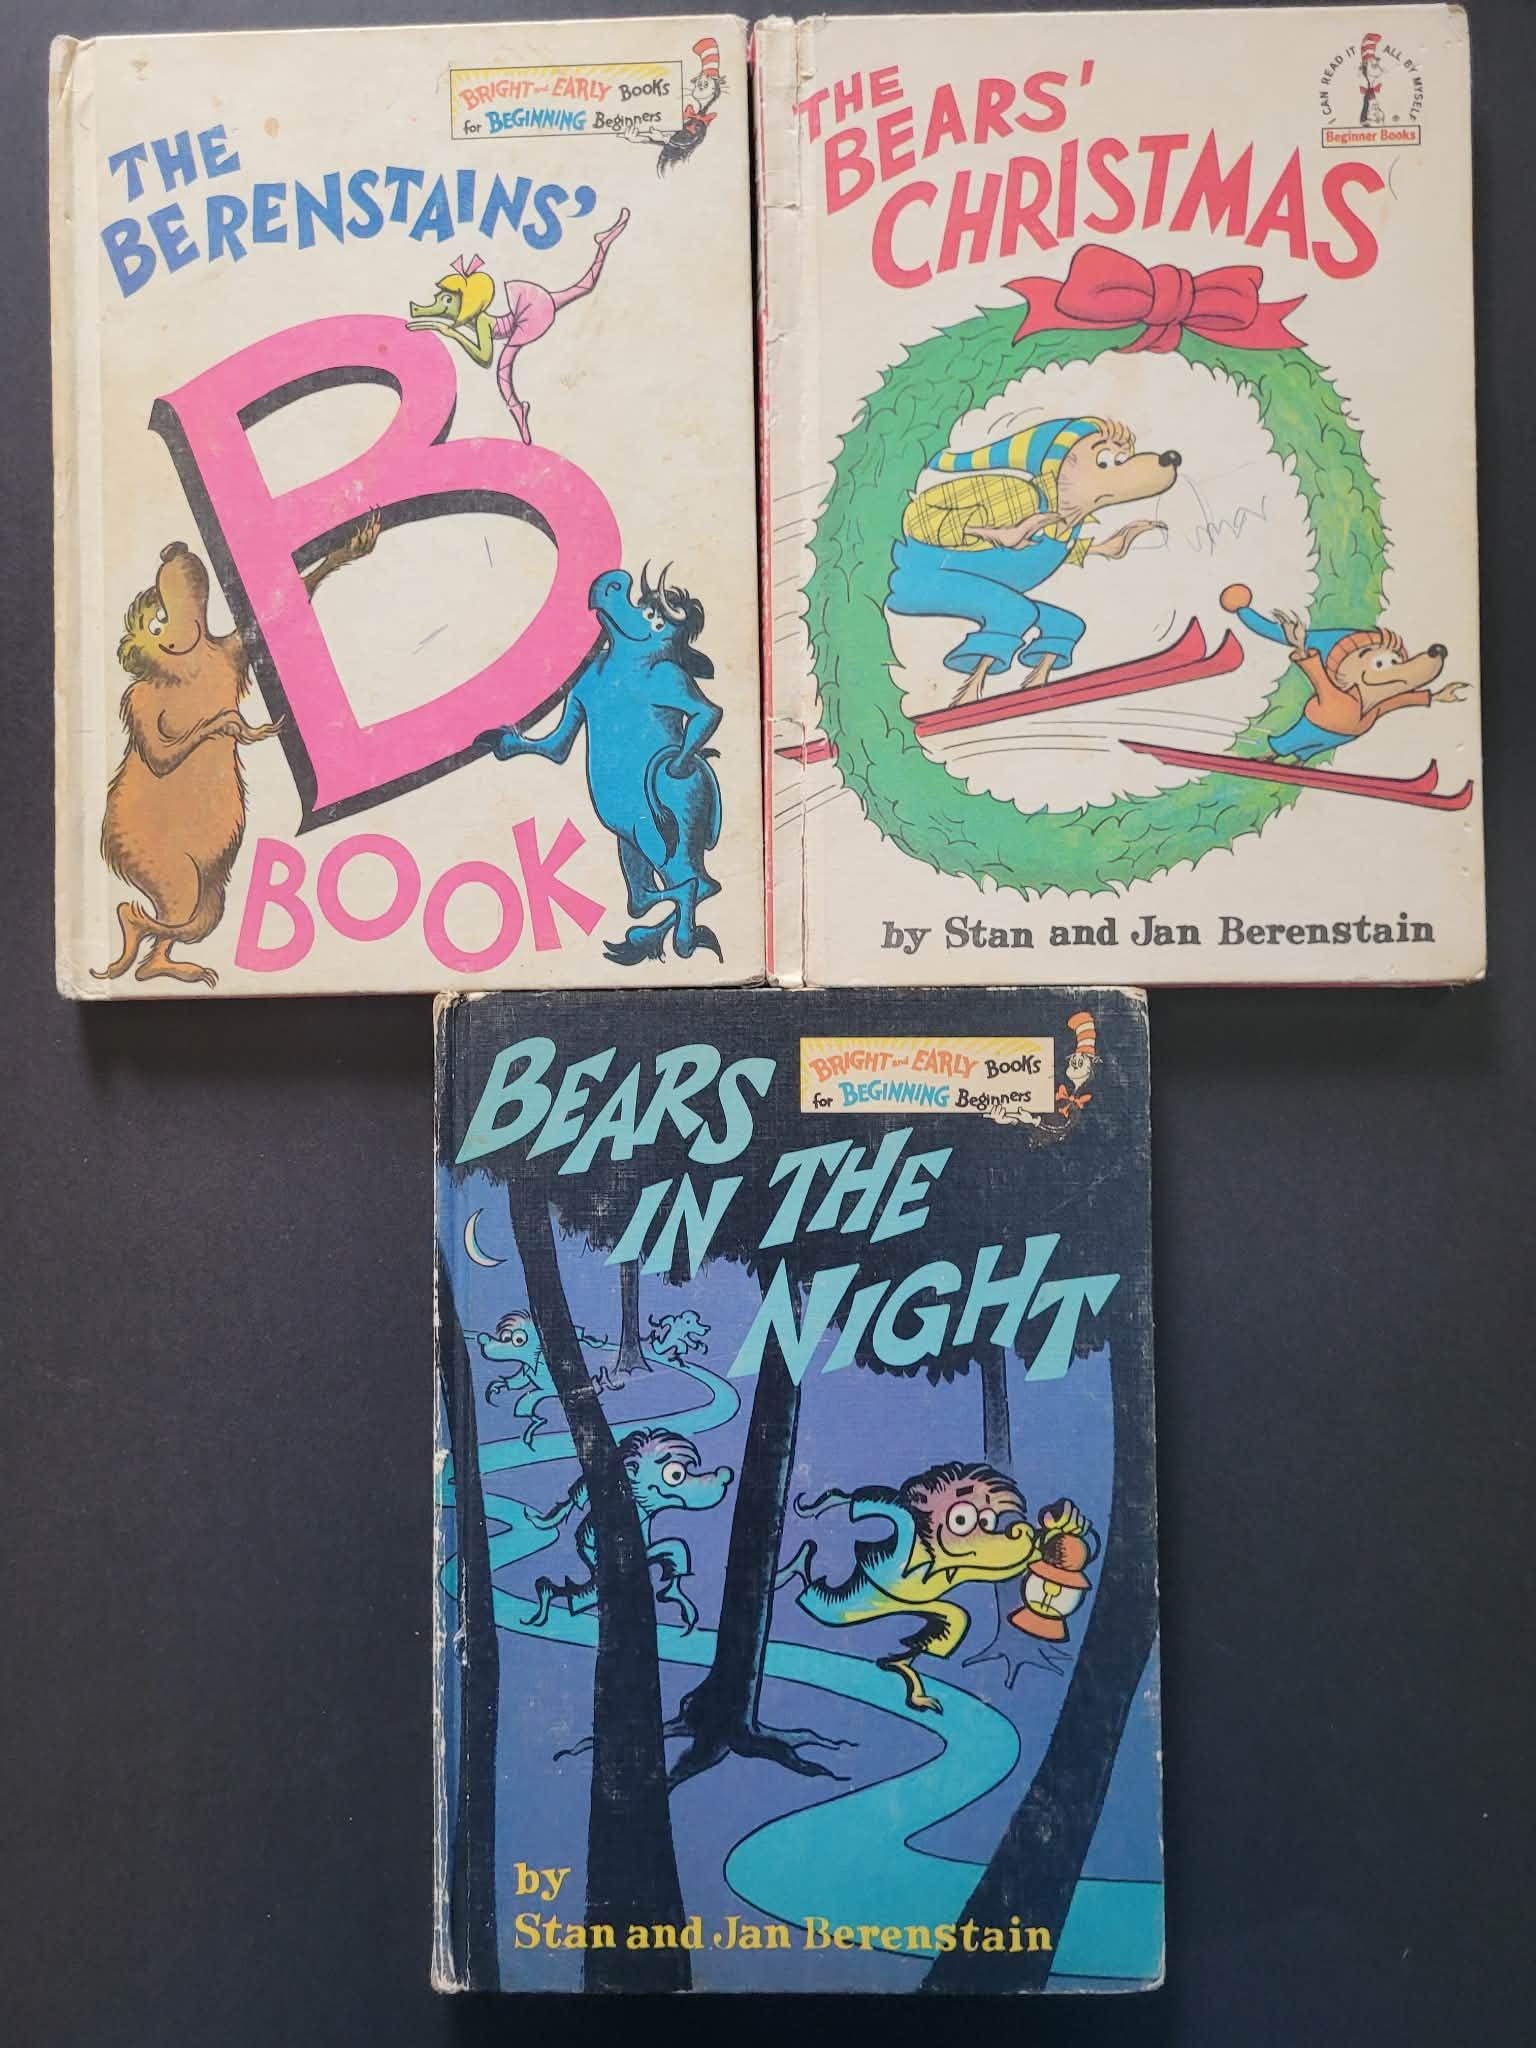 BRIGHT and EARLY Books
for BEGINNING Beginners
THE
BERENSTAINS'
B
BOOK
I CAN READ IT ALL BY MYSELF
Beginner Books
THE
BEARS'
CHRISTMAS
by Stan and Jan Berenstain
BRIGHT and EARLY Books
for BEGINNING Beginners
BEARS
IN THE
NIGHT
by
Stan and Jan Berenstain